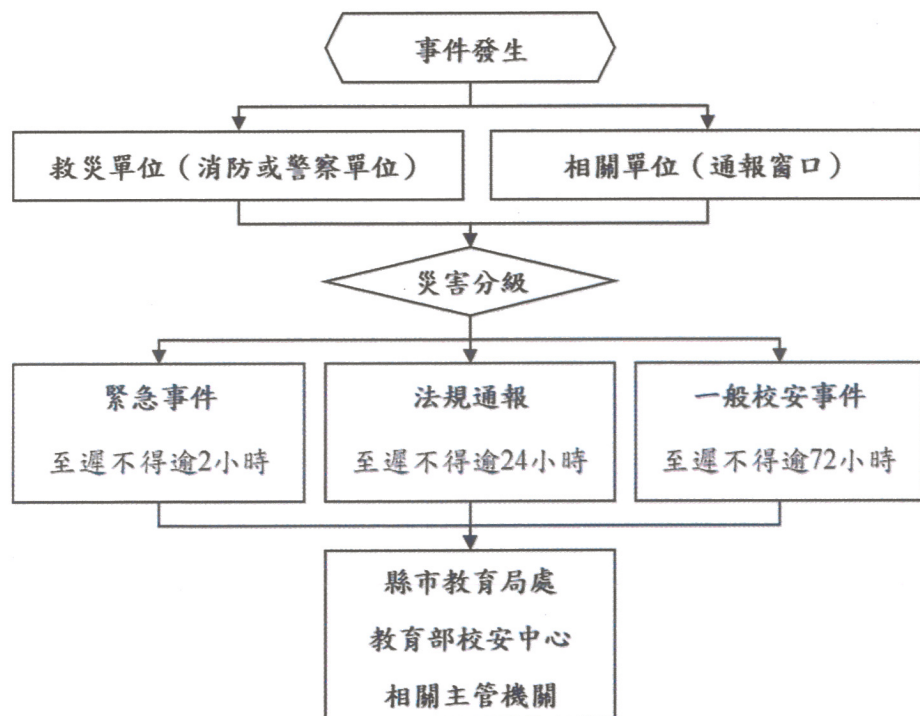 事件發生
救災單位（消防或警察單位）
相關單位（通報窗口）
災害分級
緊急事件
至遲不得逾2小時
法規通報
至遲不得逾24小時
一般校安事件
至遲不得逾72小時
縣市教育局處
教育部校安中心
相關主管機關